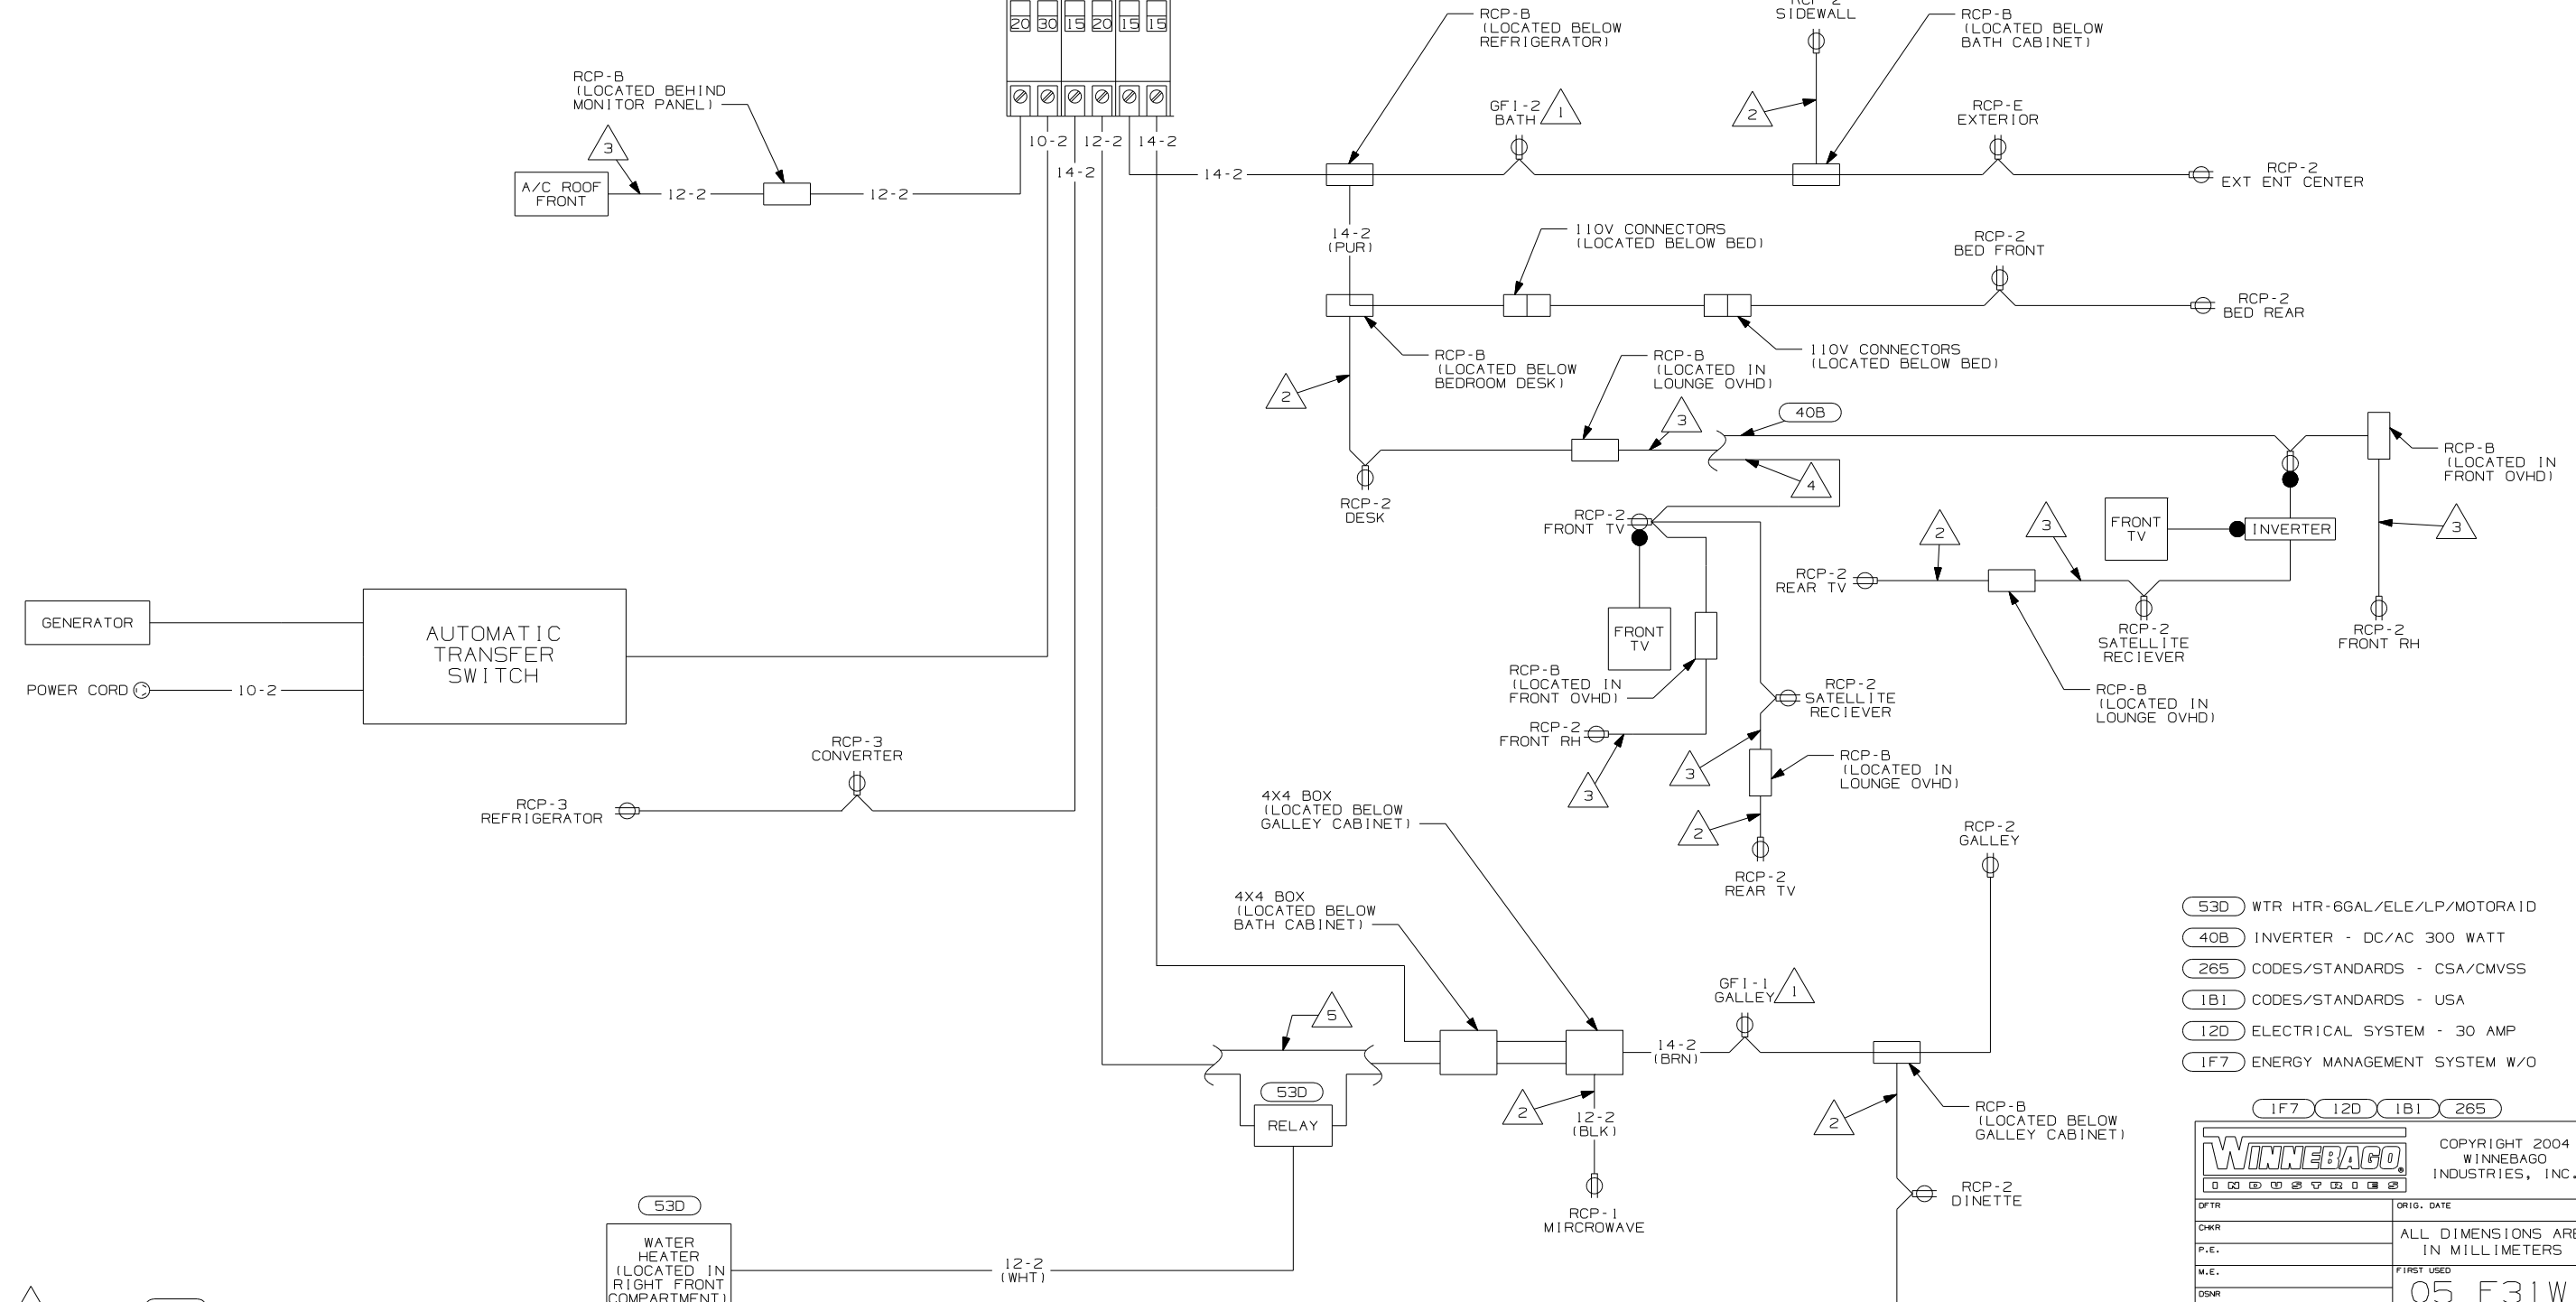 20 30 15 20 15 15
RCP-B
(LOCATED BEHIND
MONITOR PANEL)
3
A/C ROOF
FRONT
12-2
12-2
10-2
12-2
14-2
14-2
14-2
RCP-B
(LOCATED BELOW
REFRIGERATOR)
GFI-2
BATH
1
RCP-2
SIDEWALL
2
RCP-B
(LOCATED BELOW
BATH CABINET)
RCP-E
EXTERIOR
RCP-2
EXT ENT CENTER
14-2
(PUR)
110V CONNECTORS
(LOCATED BELOW BED)
RCP-2
BED FRONT
RCP-2
BED REAR
RCP-B
(LOCATED BELOW
BEDROOM DESK)
110V CONNECTORS
(LOCATED BELOW BED)
2
RCP-B
(LOCATED IN
LOUNGE OVHD)
3
40B
4
RCP-2
DESK
RCP-B
(LOCATED IN
FRONT OVHD)
RCP-2
FRONT TV
FRONT
TV
RCP-B
(LOCATED IN
FRONT OVHD)
RCP-2
FRONT RH
3
RCP-2
SATELLITE
RECIEVER
3
RCP-B
(LOCATED IN
LOUNGE OVHD)
2
RCP-2
REAR TV
RCP-2
REAR TV
2
3
FRONT
TV
INVERTER
3
RCP-2
SATELLITE
RECIEVER
RCP-2
FRONT RH
RCP-B
(LOCATED IN
LOUNGE OVHD)
GENERATOR
POWER CORD
10-2
AUTOMATIC
TRANSFER
SWITCH
RCP-3
CONVERTER
RCP-3
REFRIGERATOR
4X4 BOX
(LOCATED BELOW
GALLEY CABINET)
4X4 BOX
(LOCATED BELOW
BATH CABINET)
5
53D
RELAY
14-2
(BRN)
GFI-1
GALLEY
1
RCP-2
GALLEY
2
12-2
(BLK)
RCP-1
MIRCROWAVE
2
RCP-B
(LOCATED BELOW
GALLEY CABINET)
RCP-2
DINETTE
53D
WATER
HEATER
(LOCATED IN
RIGHT FRONT
COMPARTMENT)
12-2
(WHT)
53D WTR HTR-6GAL/ELE/LP/MOTORAID
40B INVERTER - DC/AC 300 WATT
265 CODES/STANDARDS - CSA/CMVSS
1B1 CODES/STANDARDS - USA
12D ELECTRICAL SYSTEM - 30 AMP
1F7 ENERGY MANAGEMENT SYSTEM W/O
1F7 12D 1B1 265
WINNEBAGO
INDUSTRIES
COPYRIGHT 2004
WINNEBAGO
INDUSTRIES, INC.
DFTR
ORIG. DATE
CHKR
ALL DIMENSIONS ARE
IN MILLIMETERS
P.E.
M.E.
FIRST USED
DSNR
05 F31W